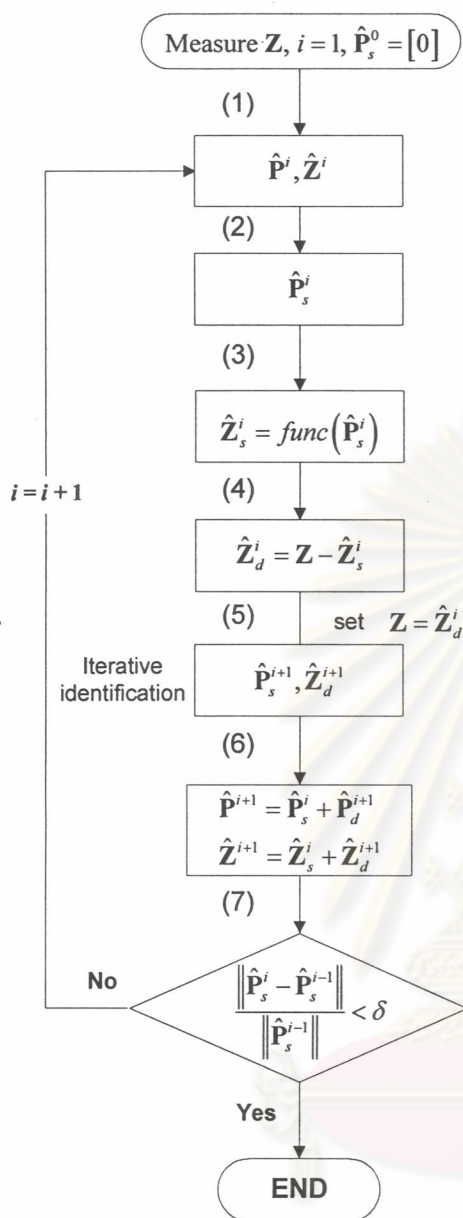 Measure Z, i = 1, P̂_s^0 = [0]
(1)
P̂^i, Ẑ^i
(2)
P̂_s^i
(3)
Ẑ_s^i = func(P̂_s^i)
i = i + 1
(4)
Ẑ_d^i = Z − Ẑ_s^i
(5)
set Z = Ẑ_d^i
Iterative
identification
P̂_s^{i+1}, Ẑ_d^{i+1}
(6)
P̂^{i+1} = P̂_s^i + P̂_d^{i+1}
Ẑ^{i+1} = Ẑ_s^i + Ẑ_d^{i+1}
(7)
No
‖P̂_s^i − P̂_s^{i−1}‖ / ‖P̂_s^{i−1}‖ < δ
Yes
END